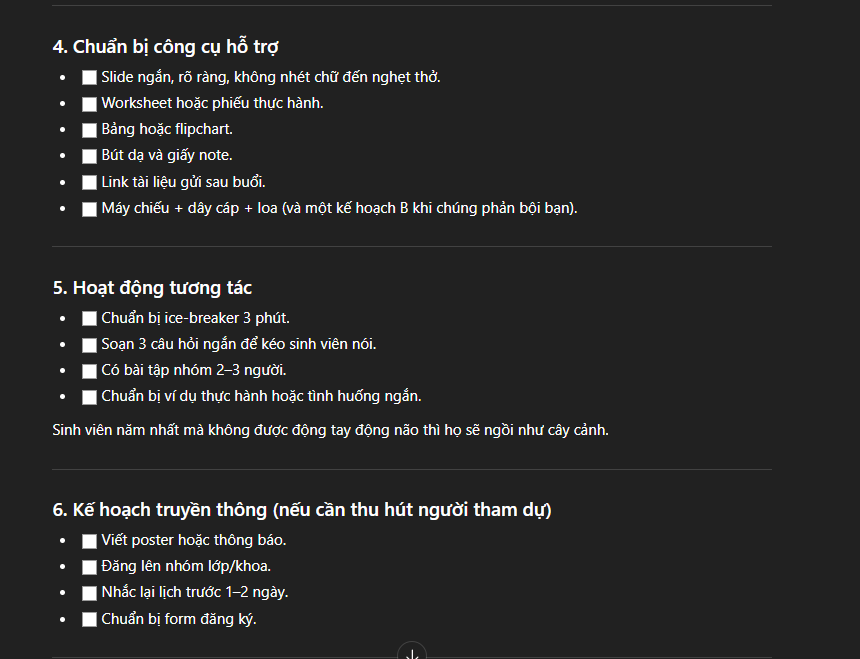 4. Chuẩn bị công cụ hỗ trợ
Slide ngắn, rõ ràng, không nhét chữ đến nghẹt thở.
Worksheet hoặc phiếu thực hành.
Bảng hoặc flipchart.
Bút dạ và giấy note.
Link tài liệu gửi sau buổi.
Máy chiếu + dây cáp + loa (và một kế hoạch B khi chúng phản bội bạn).
5. Hoạt động tương tác
Chuẩn bị ice-breaker 3 phút.
Soạn 3 câu hỏi ngắn để kéo sinh viên nói.
Có bài tập nhóm 2–3 người.
Chuẩn bị ví dụ thực hành hoặc tình huống ngắn.
Sinh viên năm nhất mà không được động tay động não thì họ sẽ ngồi như cây cảnh.
6. Kế hoạch truyền thông (nếu cần thu hút người tham dự)
Viết poster hoặc thông báo.
Đăng lên nhóm lớp/khoa.
Nhắc lại lịch trước 1–2 ngày.
Chuẩn bị form đăng ký.